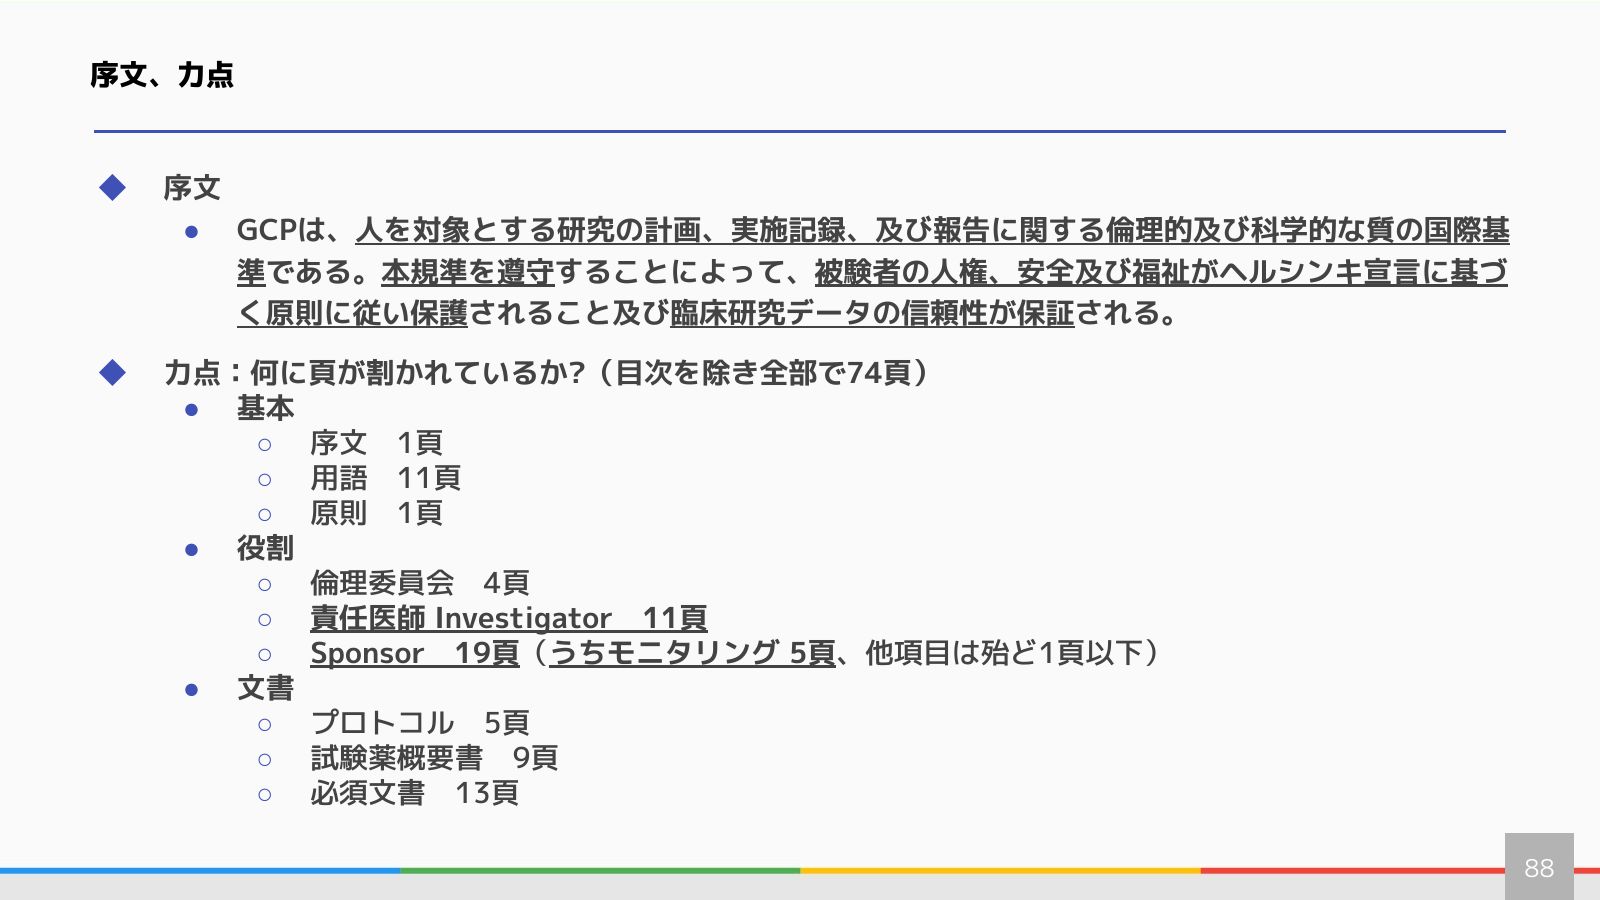 序文、力点
◆ 序文
● GCPは、人を対象とする研究の計画、実施記録、及び報告に関する倫理的及び科学的な質の国際基
準である。本規準を遵守することによって、被験者の人権、安全及び福祉がヘルシンキ宣言に基づ
く原則に従い保護されること及び臨床研究データの信頼性が保証される。
◆ 力点：何に頁が割かれているか?（目次を除き全部で74頁）
● 基本
○ 序文　1頁
○ 用語　11頁
○ 原則　1頁
● 役割
○ 倫理委員会　4頁
○ 責任医師 Investigator　11頁
○ Sponsor　19頁（うちモニタリング 5頁、他項目は殆ど1頁以下）
● 文書
○ プロトコル　5頁
○ 試験薬概要書　9頁
○ 必須文書　13頁
88